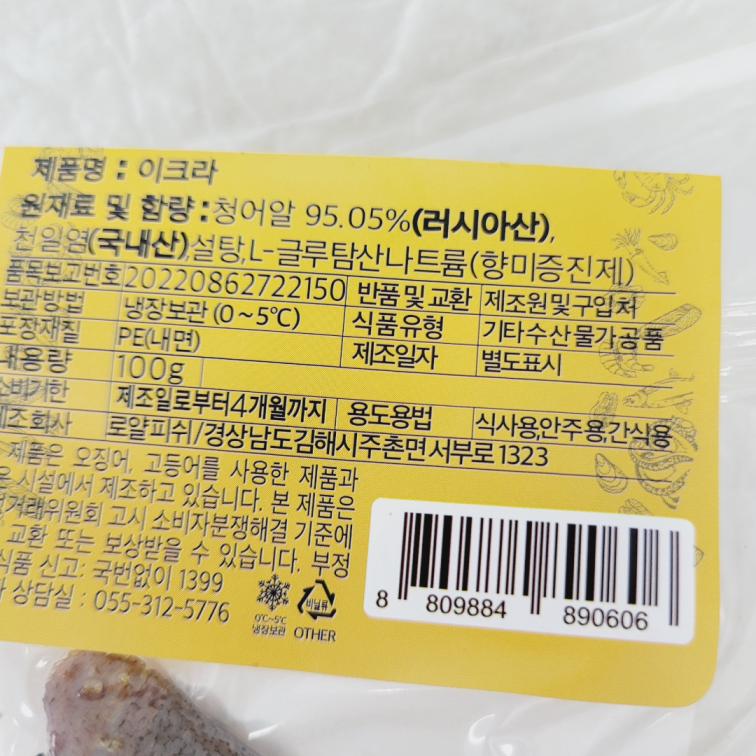 제품명 : 이크라
원재료 및 함량 : 청어알 95.05%(러시아산),
천일염(국내산),설탕,L-글루탐산나트륨(향미증진제)
품목보고번호 20220862722150 반품 및 교환 제조원및구입처
보관방법 냉장보관 (0~5℃) 식품유형 기타수산물가공품
포장재질 PE(내면) 제조일자 별도표시
내용량 100g
소비기한 제조일로부터4개월까지 용도용법 식사용,안주용,간식용
제조회사 로얄피쉬/경상남도김해시주촌면서부로1323
제품은 오징어, 고등어를 사용한 제품과
시설에서 제조하고 있습니다. 본 제품은
거래위원회 고시 소비자분쟁해결 기준에
교환 또는 보상받을 수 있습니다. 부정
식품 신고: 국번없이 1399
상담실 : 055-312-5776
0℃~5℃
냉장보관
비닐류
OTHER
8 809884 890606